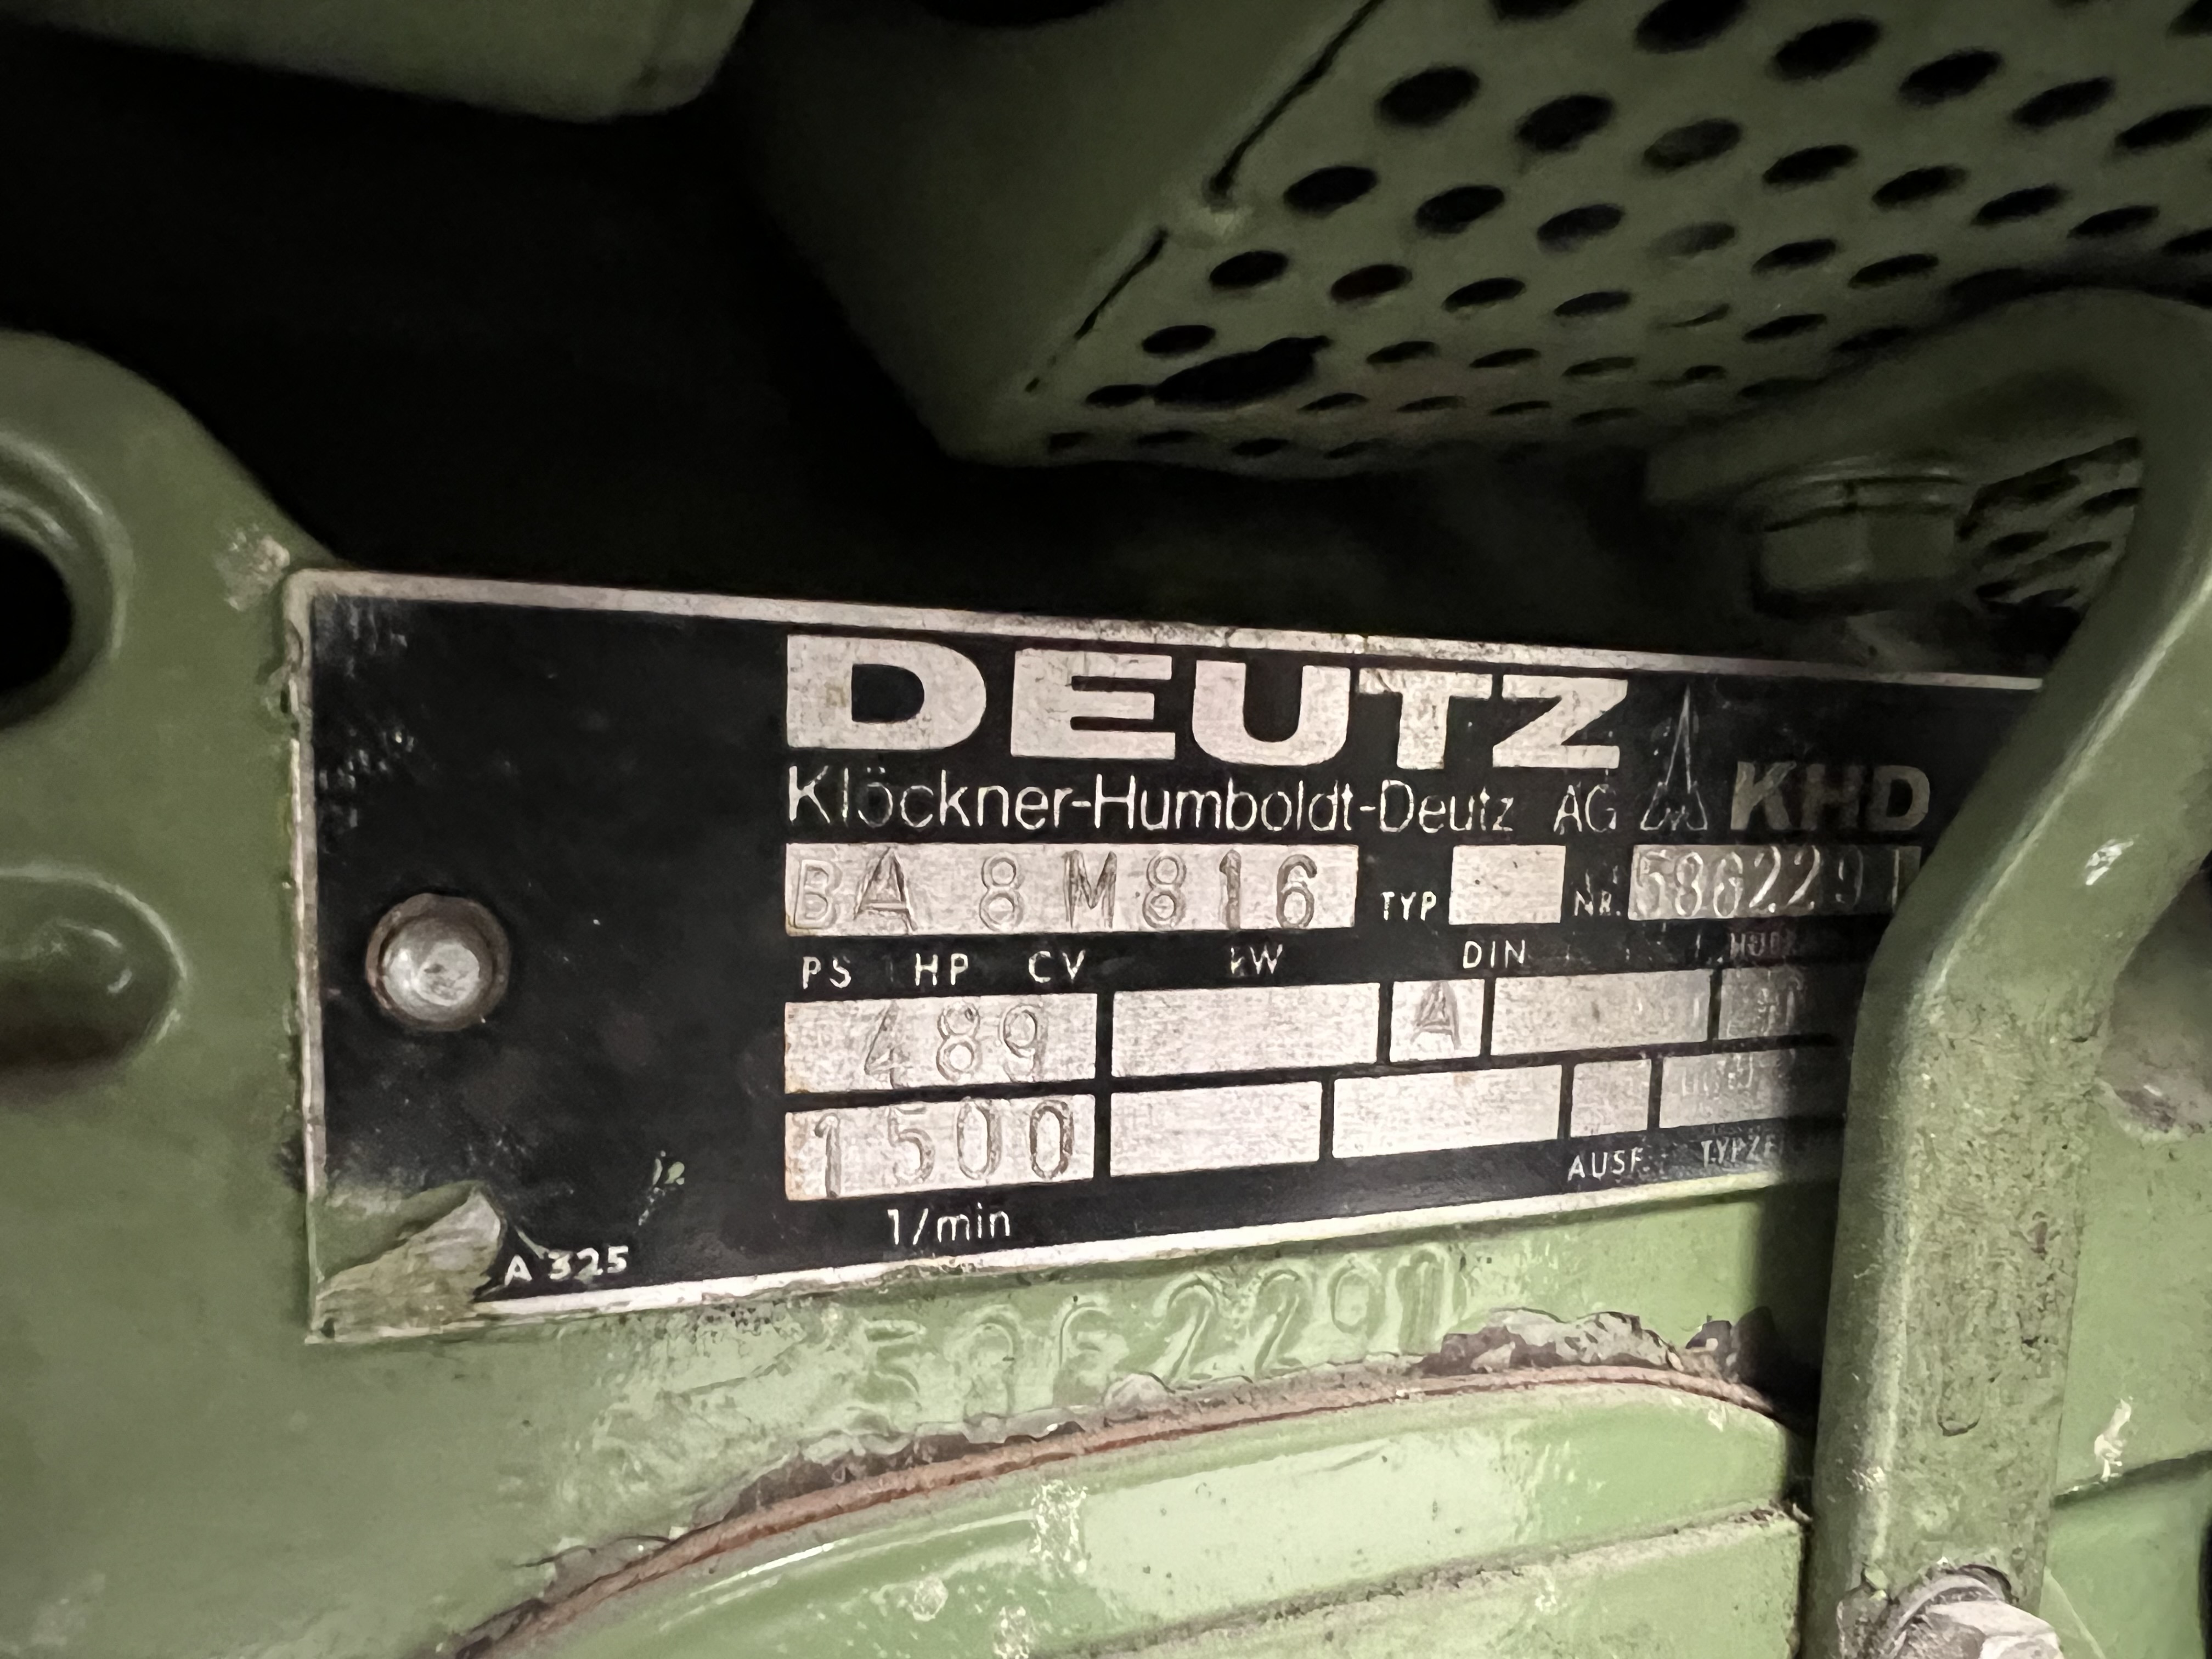 DEUTZ
Klöckner-Humboldt-Deutz AG KHD
BA 8 M 816 TYP NR. 5862291
PS HP CV kW DIN
489 A
1500
AUSF.
1/min
A 325